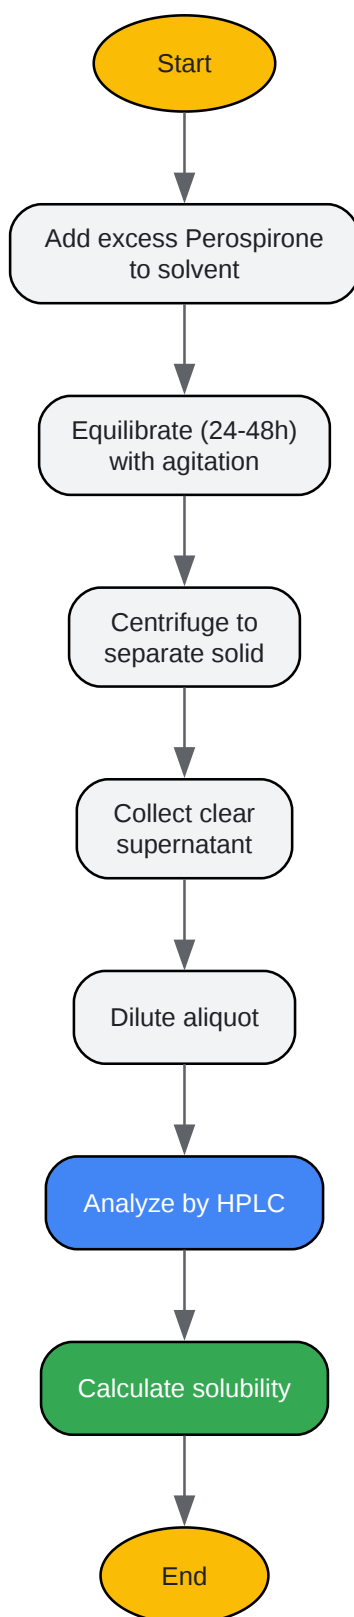 Start
Add excess Perospirone
to solvent
Equilibrate (24-48h)
with agitation
Centrifuge to
separate solid
Collect clear
supernatant
Dilute aliquot
Analyze by HPLC
Calculate solubility
End